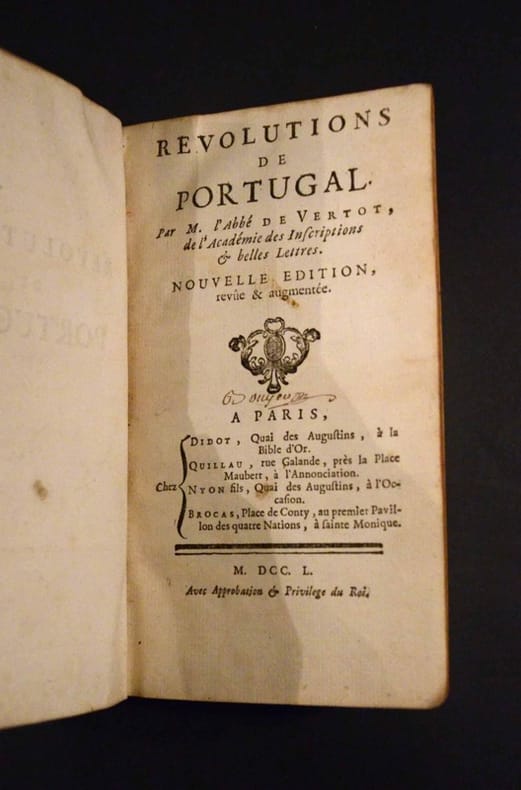 REVOLUTIONS
DE
PORTUGAL.
Par M. l'Abbé DE VERTOT,
de l'Académie des Inſcriptions
& belles Lettres.
NOUVELLE EDITION,
revûe & augmentée.
A PARIS,
DIDOT, Quai des Auguſtins, à la
Bible d'Or.
QUILLAU, rue Galande, près la Place
Maubert, à l'Annonciation.
Chez
NYON fils, Quai des Auguſtins, à l'Oc-
caſion.
BROCAS, Place de Conty, au premier Pavil-
lon des quatre Nations, à ſainte Monique.
M. DCC. L.
Avec Approbation & Privilege du Roi.